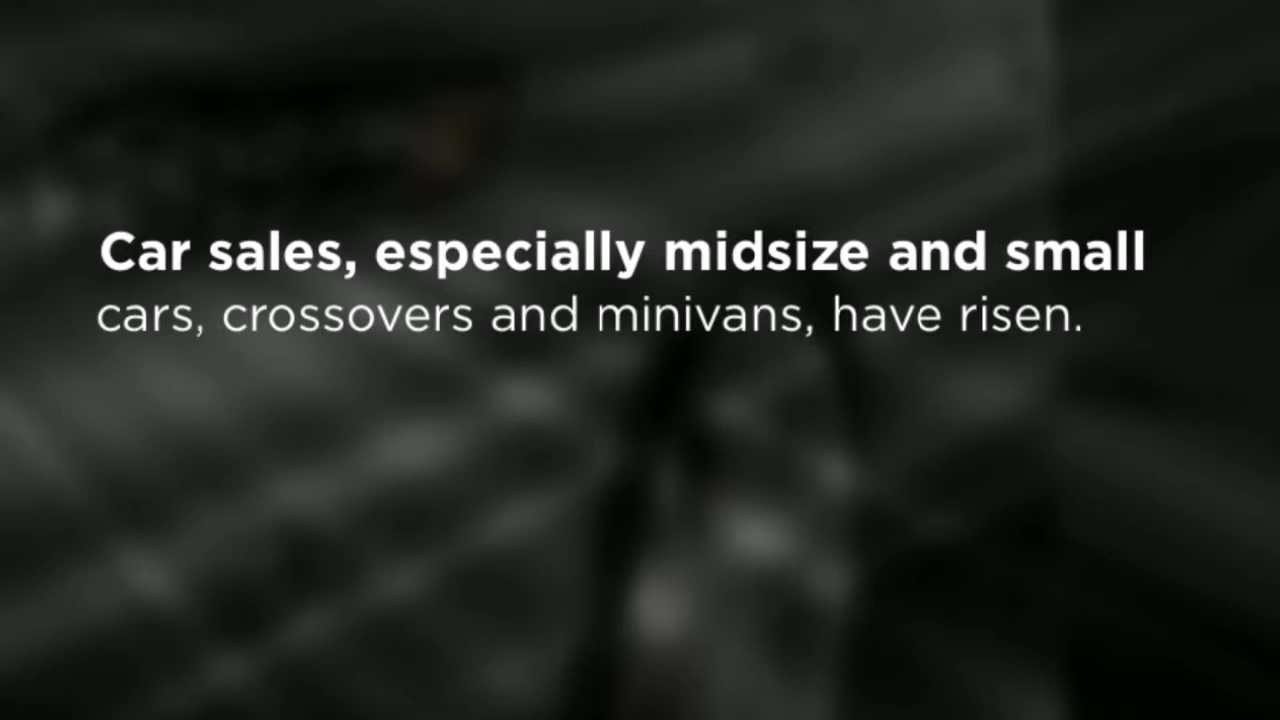 Car sales, especially midsize and small
cars, crossovers and minivans, have risen.